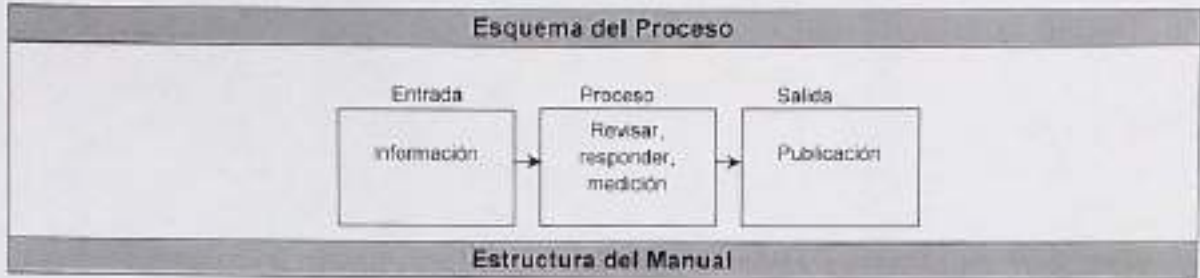 Esquema del Proceso
Entrada Proceso Salida
Información
Revisar,
responder,
medición
Publicación
Estructura del Manual